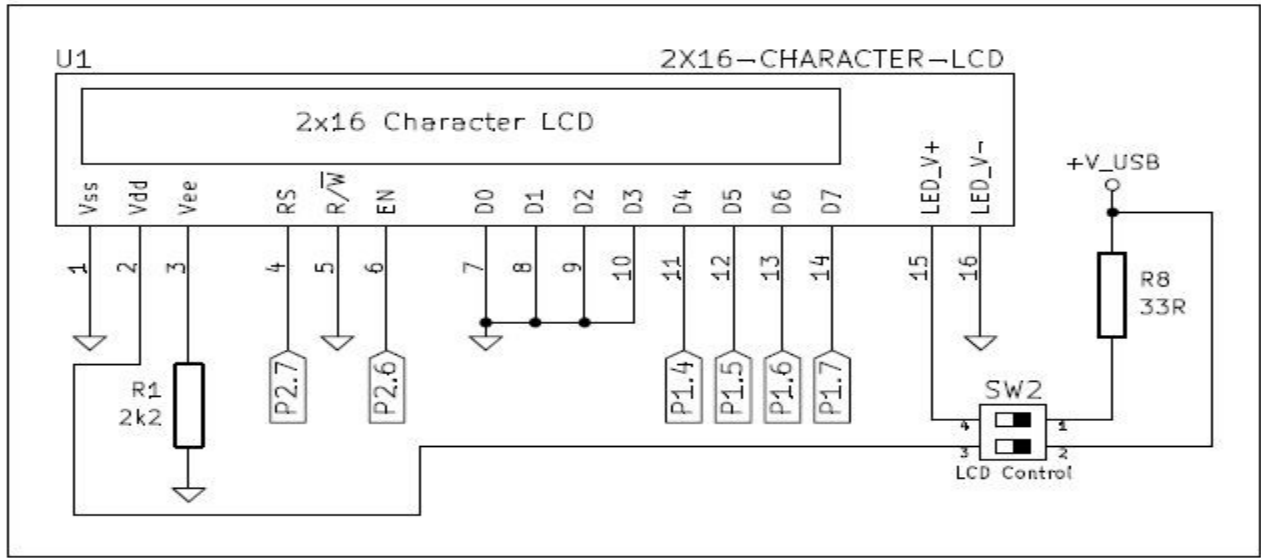 U1 2X16-CHARACTER-LCD
2x16 Character LCD
+V_USB
Vss Vdd Vee RS R/W EN D0 D1 D2 D3 D4 D5 D6 D7 LED_V+ LED_V-
1 2 3 4 5 6 7 8 9 10 11 12 13 14 15 16
R8
33R
R1
2k2
P2.7 P2.6 P1.4 P1.5 P1.6 P1.7
SW2
4 1
3 2
LCD Control